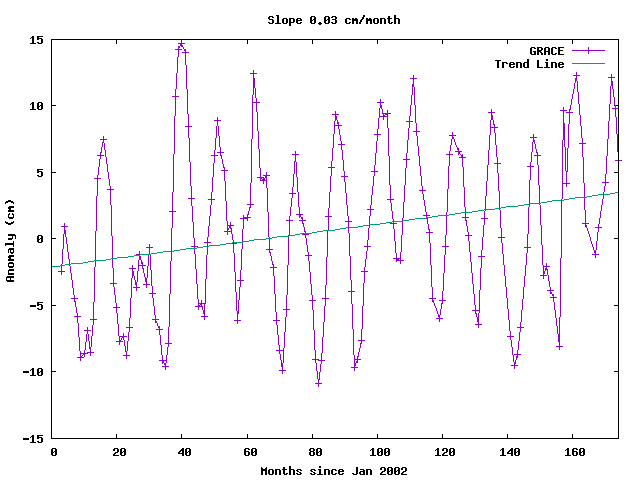 Slope 0.03 cm/month
GRACE
Trend Line
15
10
5
0
-5
-10
-15
Anomaly (cm)
0 20 40 60 80 100 120 140 160
Months since Jan 2002